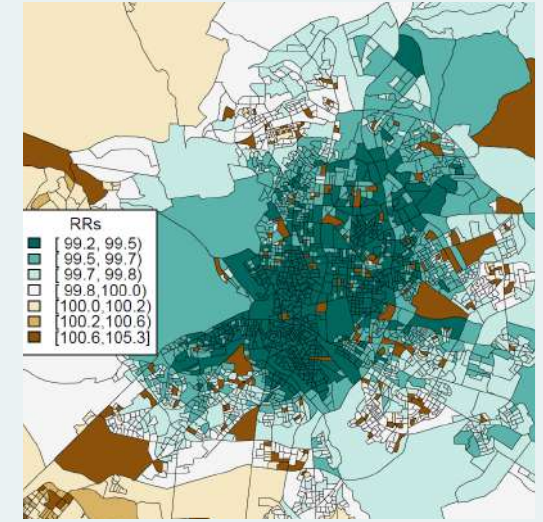 RRs
[ 99.2, 99.5)
[ 99.5, 99.7)
[ 99.7, 99.8)
[ 99.8,100.0)
[100.0,100.2)
[100.2,100.6)
[100.6,105.3]